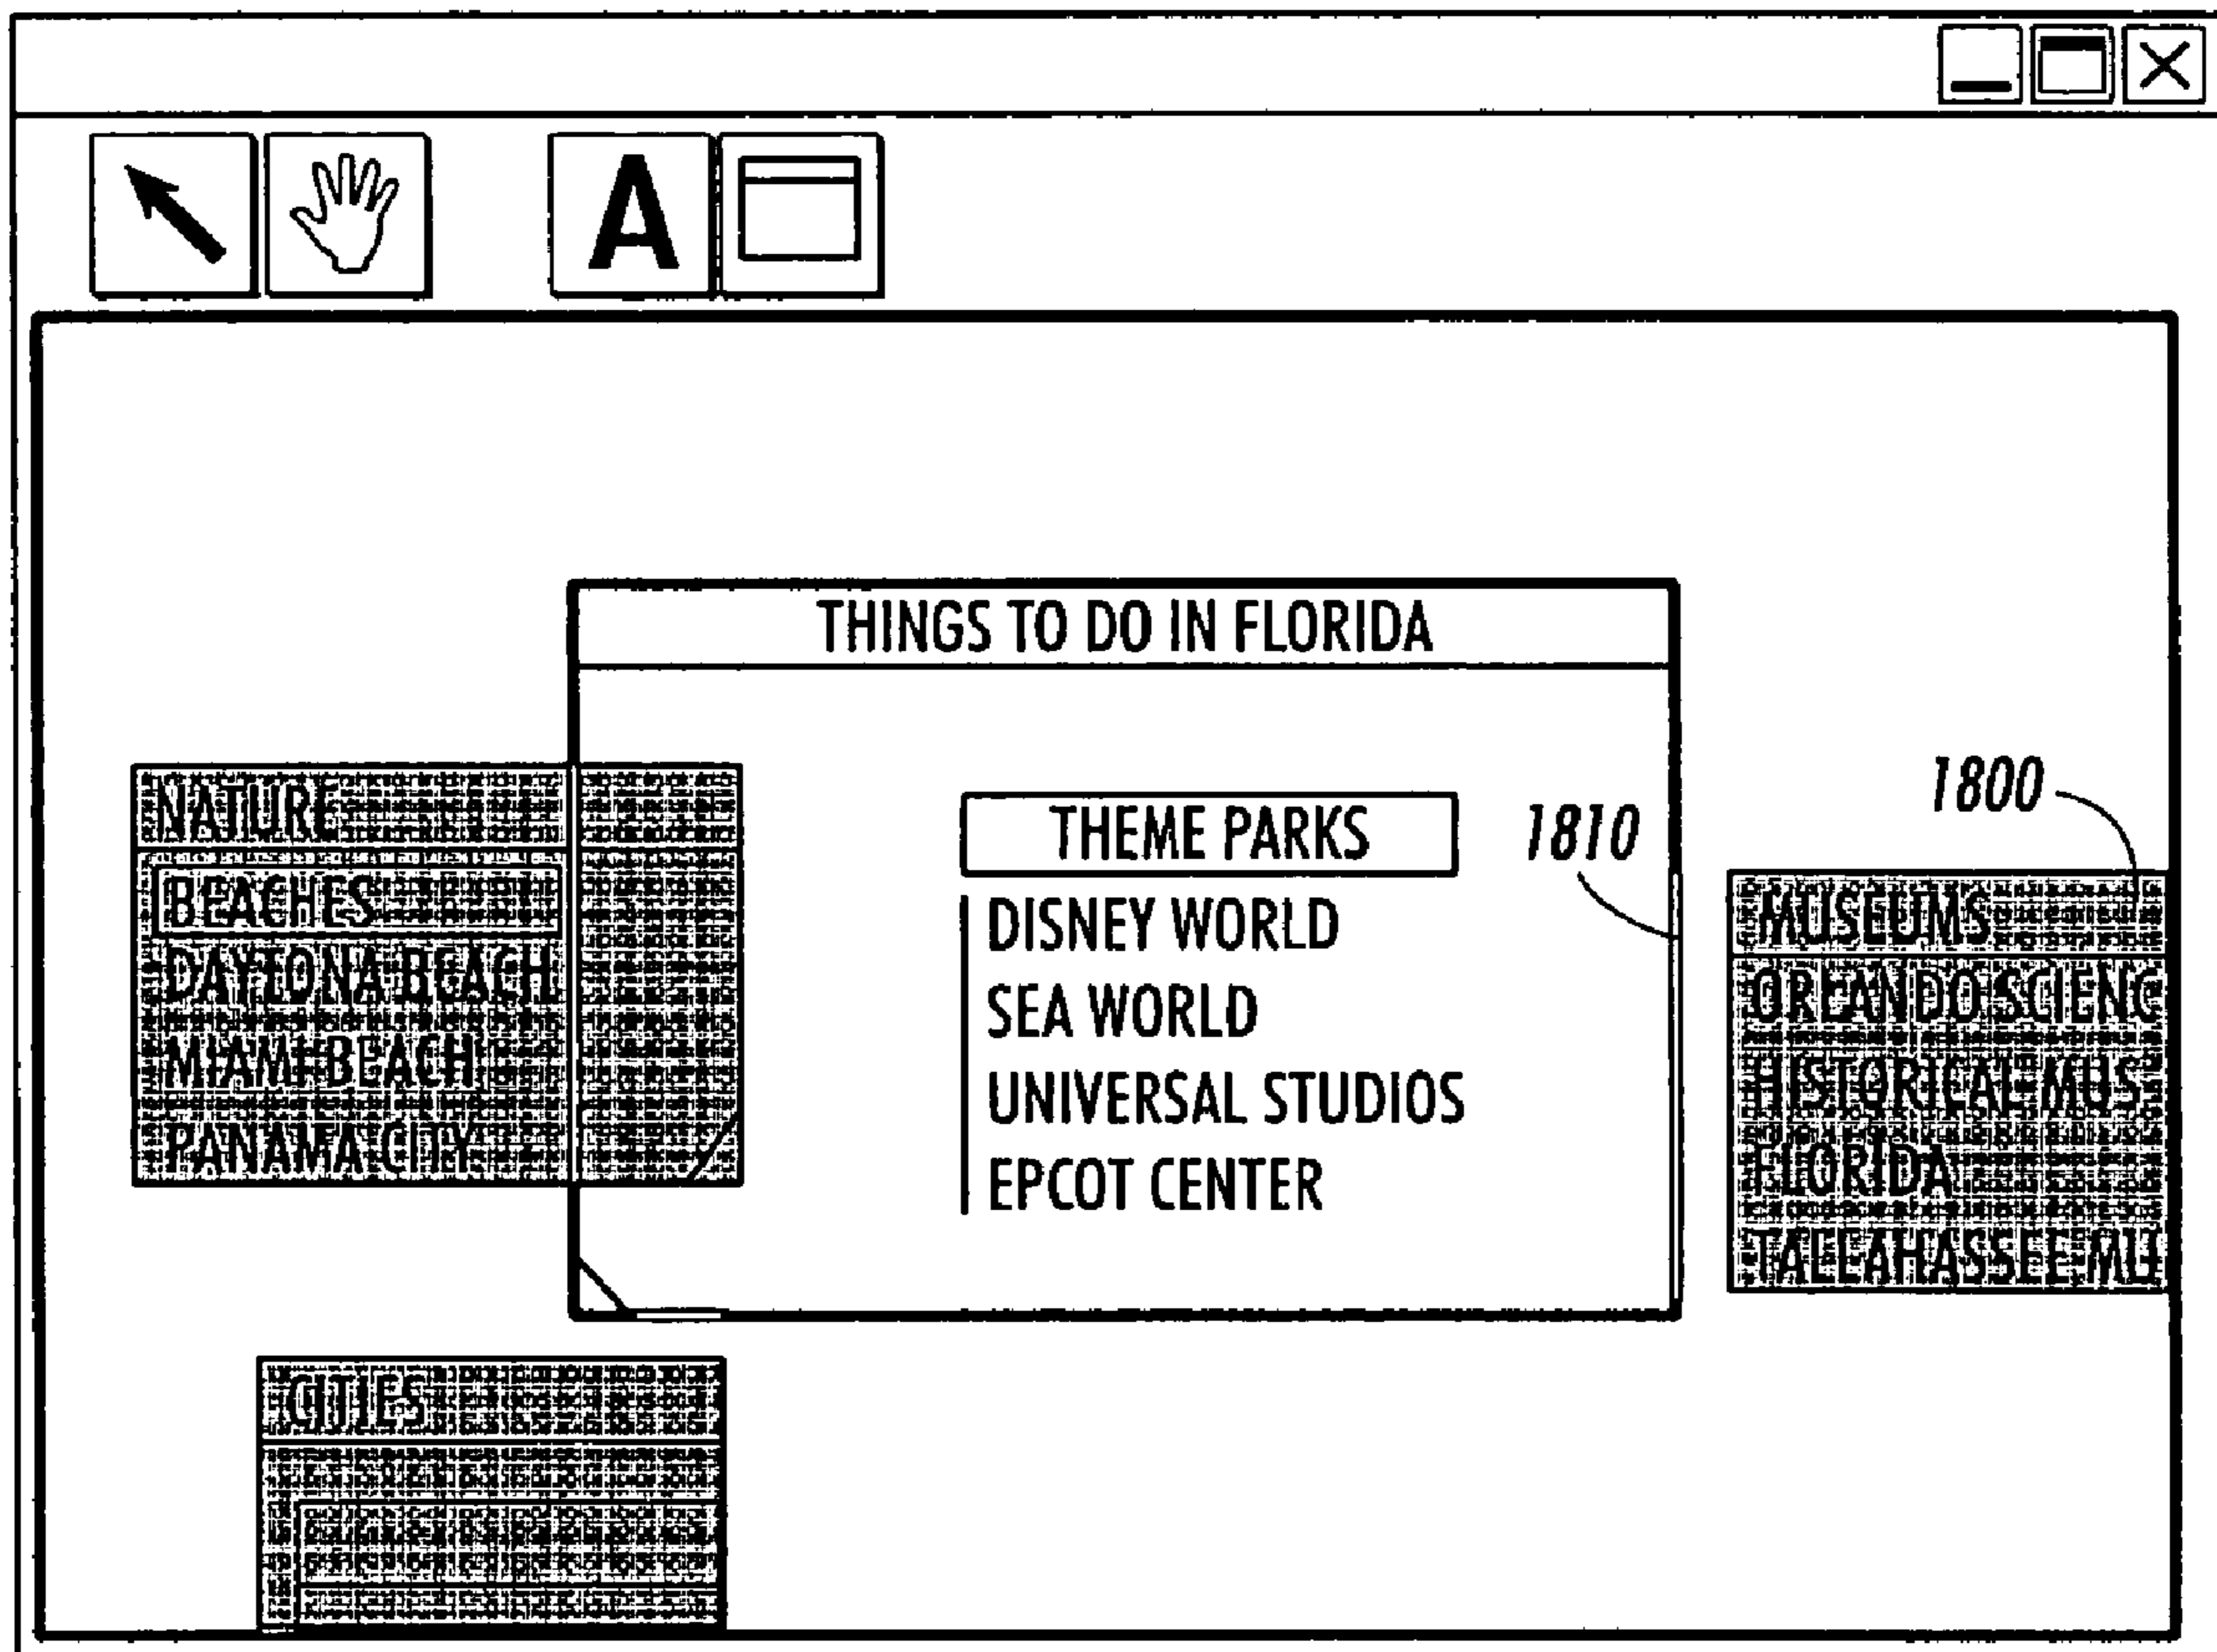 A
THINGS TO DO IN FLORIDA
NATURE
BEACHES
DAYTONA BEACH
MIAMI BEACH
PANAMA CITY
THEME PARKS
DISNEY WORLD
SEA WORLD
UNIVERSAL STUDIOS
EPCOT CENTER
1810
1800
MUSEUMS
ORLANDO SCIENC
HISTORICAL MUS
FLORIDA
TALLAHASSEE MU
CITIES